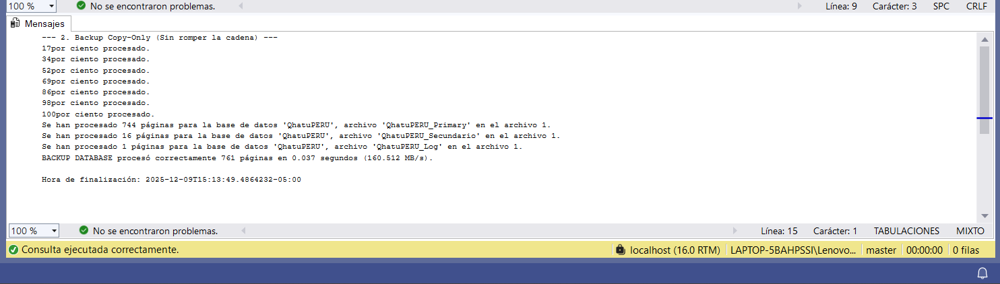 100 % No se encontraron problemas. Línea: 9 Carácter: 3 SPC CRLF
Mensajes
--- 2. Backup Copy-Only (Sin romper la cadena) ---
17por ciento procesado.
34por ciento procesado.
52por ciento procesado.
69por ciento procesado.
86por ciento procesado.
98por ciento procesado.
100por ciento procesado.
Se han procesado 744 páginas para la base de datos 'QhatuPERU', archivo 'QhatuPERU_Primary' en el archivo 1.
Se han procesado 16 páginas para la base de datos 'QhatuPERU', archivo 'QhatuPERU_Secundario' en el archivo 1.
Se han procesado 1 páginas para la base de datos 'QhatuPERU', archivo 'QhatuPERU_Log' en el archivo 1.
BACKUP DATABASE procesó correctamente 761 páginas en 0.037 segundos (160.512 MB/s).
Hora de finalización: 2025-12-09T15:13:49.4864232-05:00
100 % No se encontraron problemas. Línea: 15 Carácter: 1 TABULACIONES MIXTO
Consulta ejecutada correctamente. localhost (16.0 RTM) LAPTOP-5BAHPSSI\Lenovo... master 00:00:00 0 filas